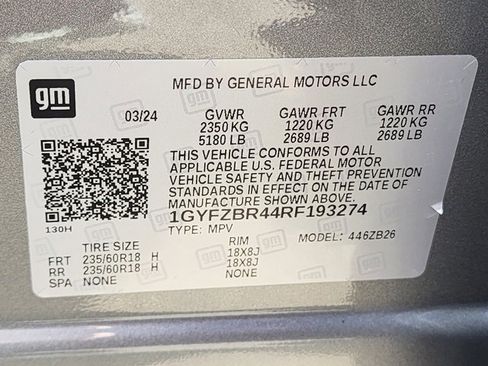 gm
MFD BY GENERAL MOTORS LLC
03/24 GVWR GAWR FRT GAWR RR
2350 KG 1220 KG 1220 KG
5180 LB 2689 LB 2689 LB
THIS VEHICLE CONFORMS TO ALL
APPLICABLE U.S. FEDERAL MOTOR
VEHICLE SAFETY AND THEFT PREVENTION
STANDARDS IN EFFECT ON THE DATE OF
MANUFACTURE SHOWN ABOVE.
1GYFZBR44RF193274
130H
TYPE: MPV MODEL: 446ZB26
TIRE SIZE RIM
FRT 235/60R18 H 18X8J
RR 235/60R18 H 18X8J
SPA NONE NONE